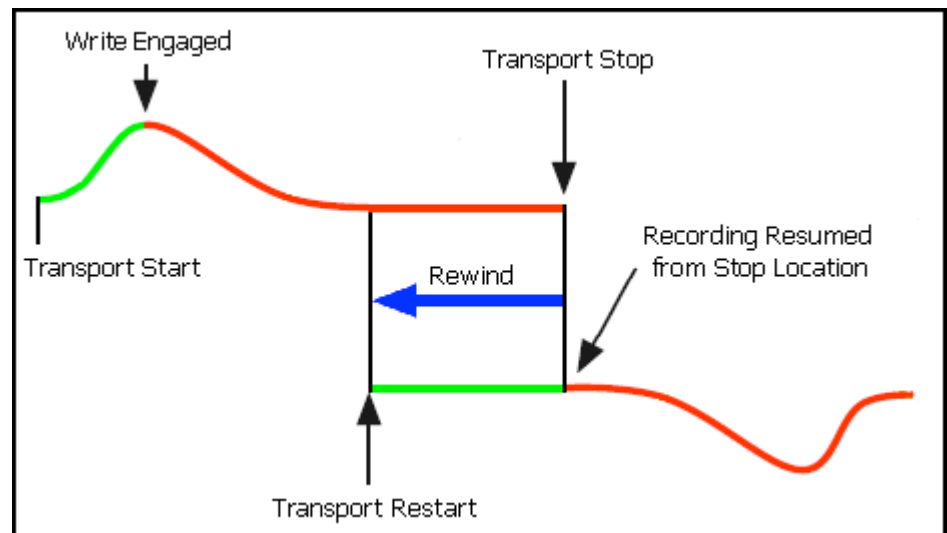 Write Engaged
Transport Stop
Transport Start
Rewind
Recording Resumed
from Stop Location
Transport Restart